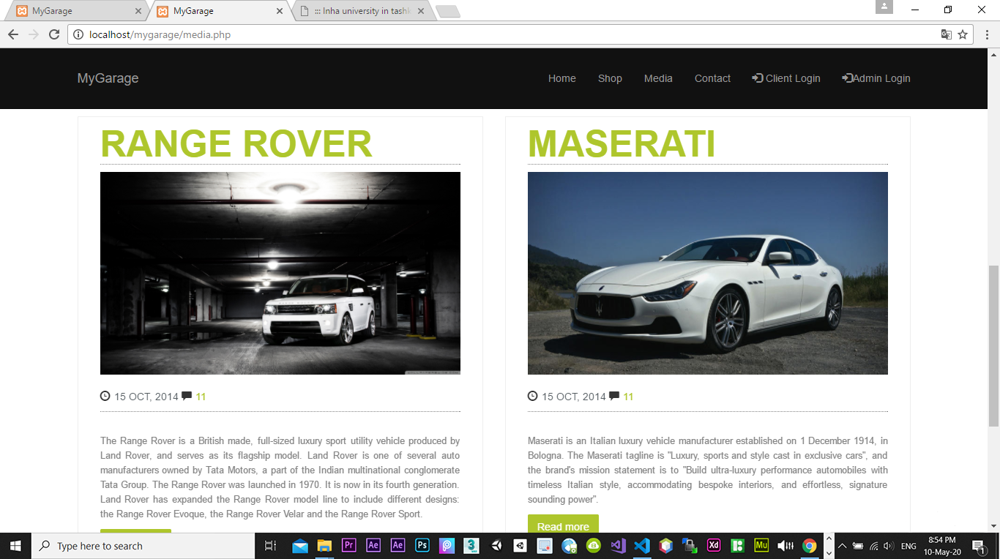 MyGarage
MyGarage
::: Inha university in tash
localhost/mygarage/media.php
MyGarage
Home
Shop
Media
Contact
Client Login
Admin Login
RANGE ROVER
15 OCT, 2014 11
The Range Rover is a British made, full-sized luxury sport utility vehicle produced by
Land Rover, and serves as its flagship model. Land Rover is one of several auto
manufacturers owned by Tata Motors, a part of the Indian multinational conglomerate
Tata Group. The Range Rover was launched in 1970. It is now in its fourth generation.
Land Rover has expanded the Range Rover model line to include different designs:
the Range Rover Evoque, the Range Rover Velar and the Range Rover Sport.
MASERATI
15 OCT, 2014 11
Maserati is an Italian luxury vehicle manufacturer established on 1 December 1914, in
Bologna. The Maserati tagline is "Luxury, sports and style cast in exclusive cars", and
the brand's mission statement is to "Build ultra-luxury performance automobiles with
timeless Italian style, accommodating bespoke interiors, and effortless, signature
sounding power".
Read more
Type here to search
Pr
Ae
Ae
Ps
3
Xd
Mu
ENG
8:54 PM
10-May-20
1